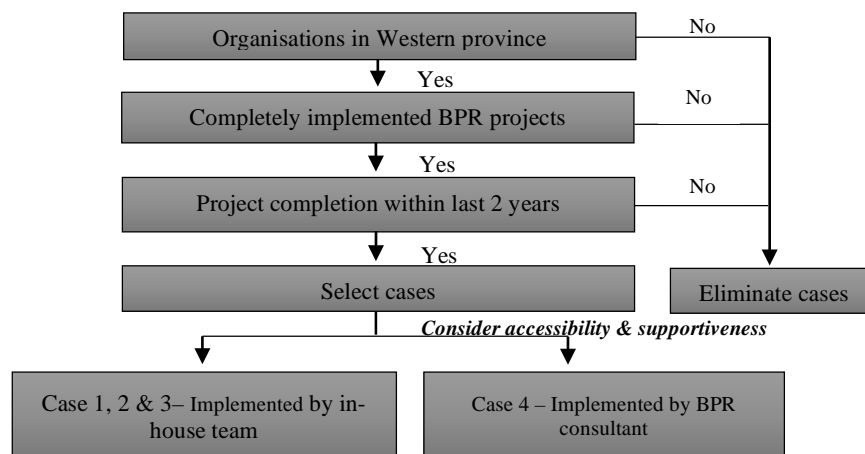 Organisations in Western province
No
Yes
Completely implemented BPR projects
No
Yes
Project completion within last 2 years
No
Yes
Select cases
Eliminate cases
Consider accessibility & supportiveness
Case 1, 2 & 3– Implemented by in-
house team
Case 4 – Implemented by BPR
consultant